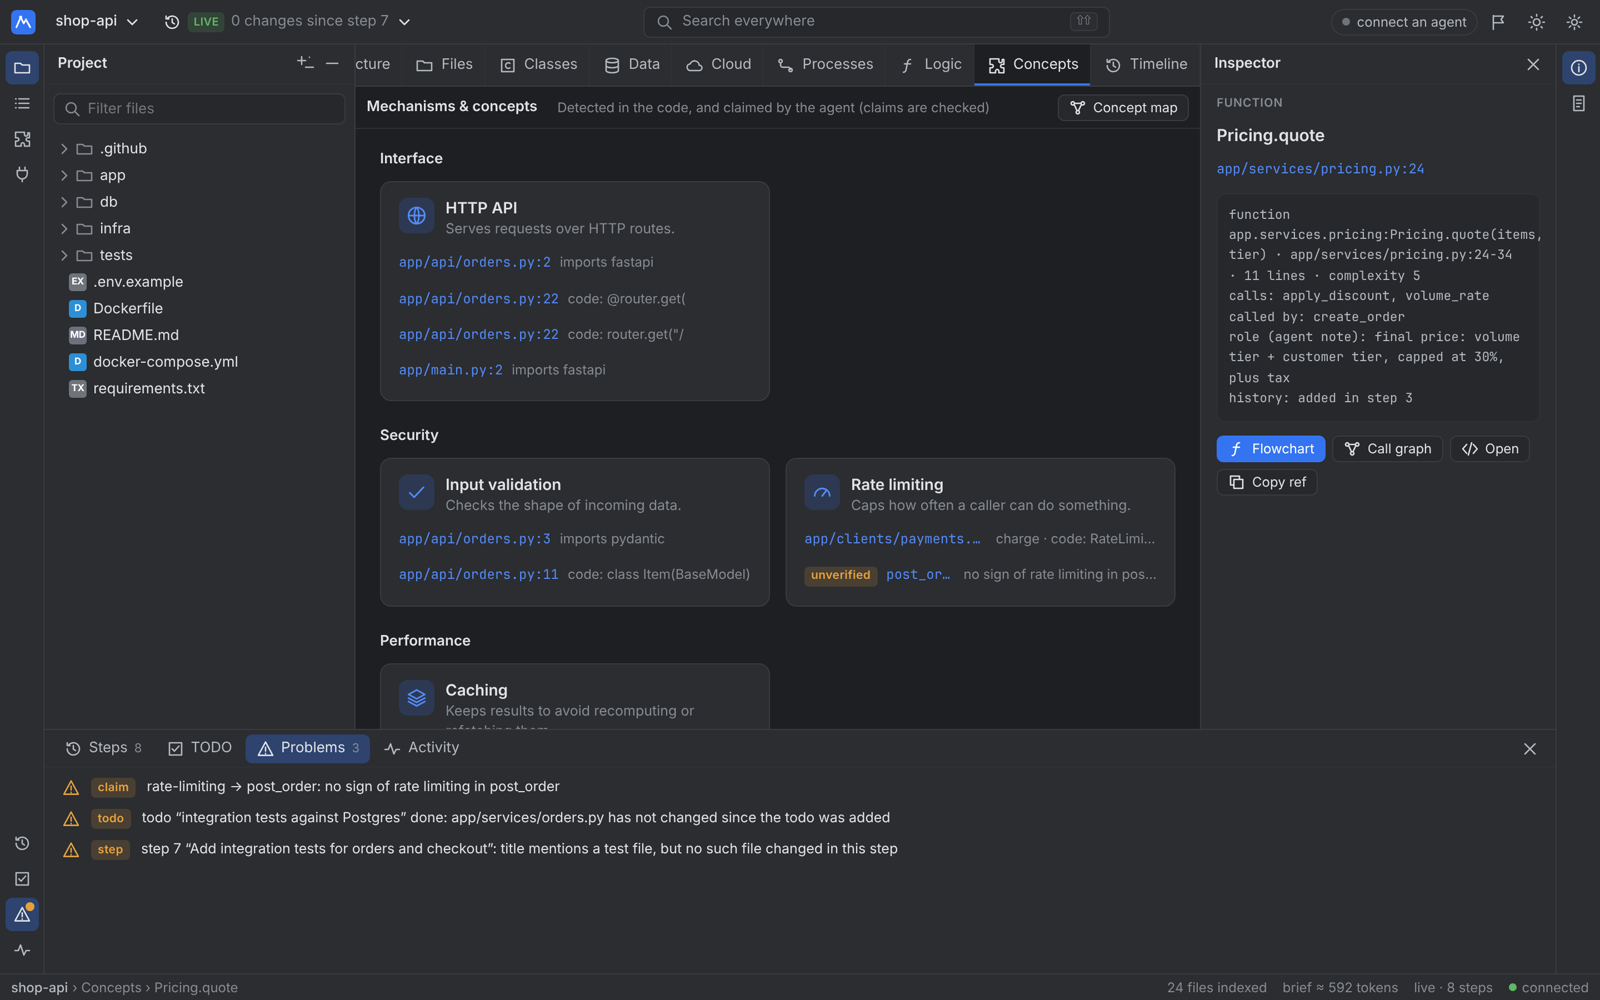 shop-api
LIVE 0 changes since step 7
Search everywhere
connect an agent
Project
Filter files
.github
app
db
infra
tests
EX .env.example
D Dockerfile
MD README.md
D docker-compose.yml
TX requirements.txt
cture
Files
Classes
Data
Cloud
Processes
Logic
Concepts
Timeline
Mechanisms & concepts Detected in the code, and claimed by the agent (claims are checked)
Concept map
Interface
HTTP API
Serves requests over HTTP routes.
app/api/orders.py:2 imports fastapi
app/api/orders.py:22 code: @router.get(
app/api/orders.py:22 code: router.get("/
app/main.py:2 imports fastapi
Security
Input validation
Checks the shape of incoming data.
app/api/orders.py:3 imports pydantic
app/api/orders.py:11 code: class Item(BaseModel)
Rate limiting
Caps how often a caller can do something.
app/clients/payments.… charge · code: RateLimi…
unverified post_or… no sign of rate limiting in pos…
Performance
Caching
Keeps results to avoid recomputing or
refetching them.
Inspector
FUNCTION
Pricing.quote
app/services/pricing.py:24
function
app.services.pricing:Pricing.quote(items,
tier) · app/services/pricing.py:24-34
· 11 lines · complexity 5
calls: apply_discount, volume_rate
called by: create_order
role (agent note): final price: volume
tier + customer tier, capped at 30%,
plus tax
history: added in step 3
Flowchart
Call graph
Open
Copy ref
Steps 8
TODO
Problems 3
Activity
claim rate-limiting → post_order: no sign of rate limiting in post_order
todo todo “integration tests against Postgres” done: app/services/orders.py has not changed since the todo was added
step step 7 “Add integration tests for orders and checkout”: title mentions a test file, but no such file changed in this step
shop-api › Concepts › Pricing.quote
24 files indexed
brief ≈ 592 tokens
live · 8 steps
connected